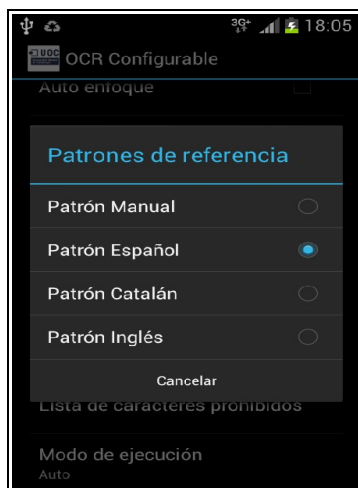 3G+ 18:05
UOC OCR Configurable
Auto enfoque
Patrones de referencia
Patrón Manual
Patrón Español
Patrón Catalán
Patrón Inglés
Cancelar
Lista de caracteres prohibidos
Modo de ejecución
Auto